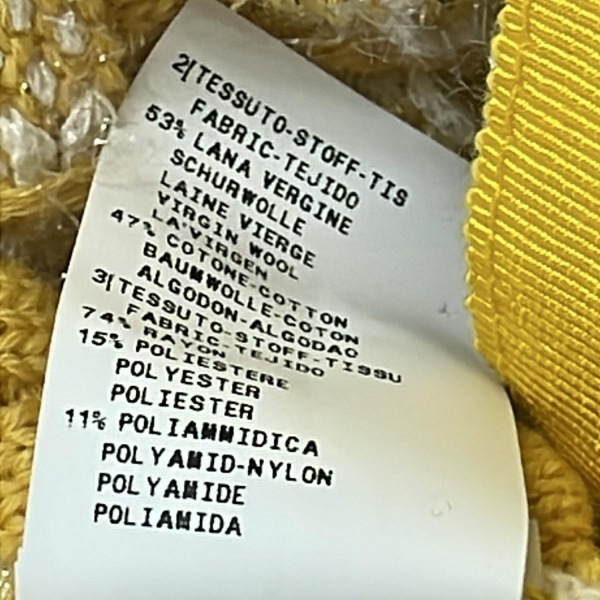 2(TESSUTO-STOFF-TIS
FABRIC-TEJIDO
53% LANA VERGINE
SCHURWOLLE
LAINE VIERGE
VIRGIN WOOL
LA*VIRGEN
47% COTONE-COTTON
BAUMWOLLE-COTON
ALGODON-ALGODAO
3(TESSUTO-STOFF-TISSU
FABRIC-TEJIDO
74% RAYON
15% POLIESTERE
POLYESTER
POLIESTER
11% POLIAMMIDICA
POLYAMID-NYLON
POLYAMIDE
POLIAMIDA